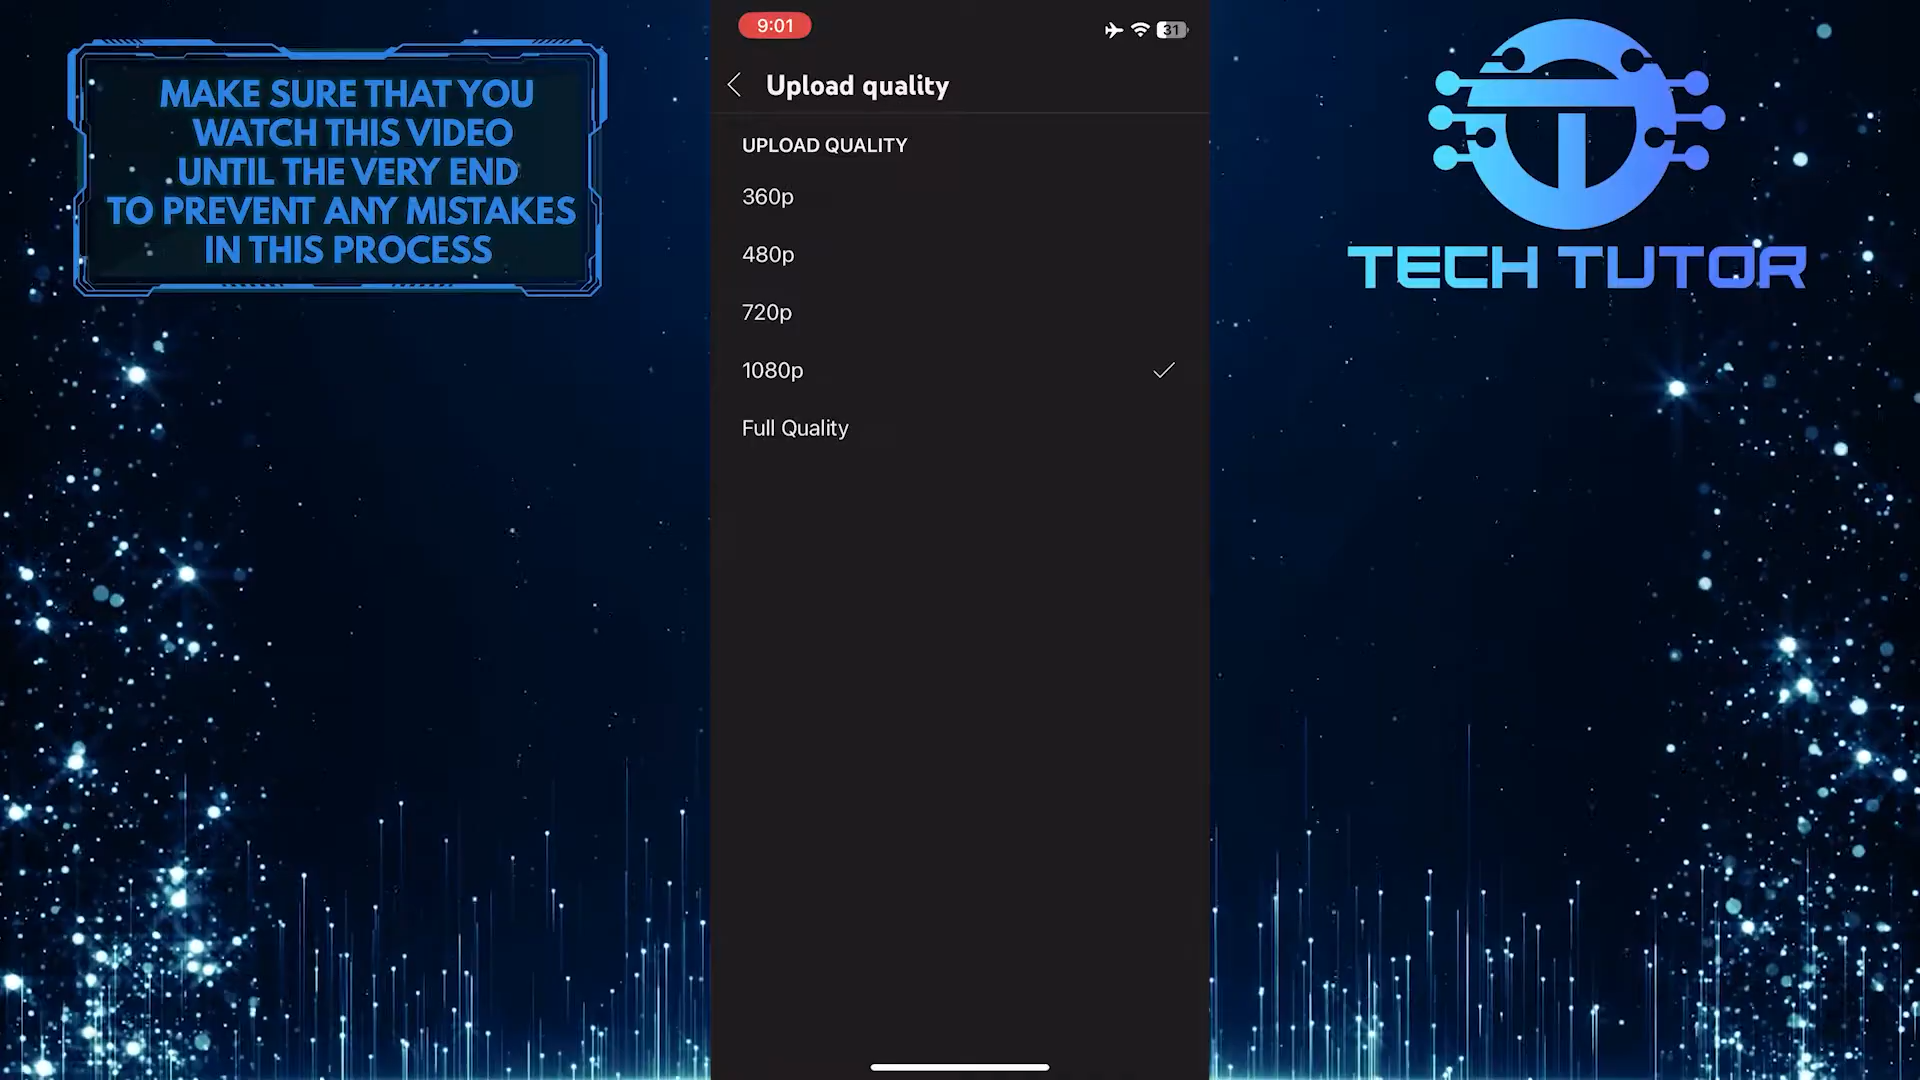 MAKE SURE THAT YOU
WATCH THIS VIDEO
UNTIL THE VERY END
TO PREVENT ANY MISTAKES
IN THIS PROCESS
9:01
31
Upload quality
UPLOAD QUALITY
360p
480p
720p
1080p
Full Quality
TECH TUTOR